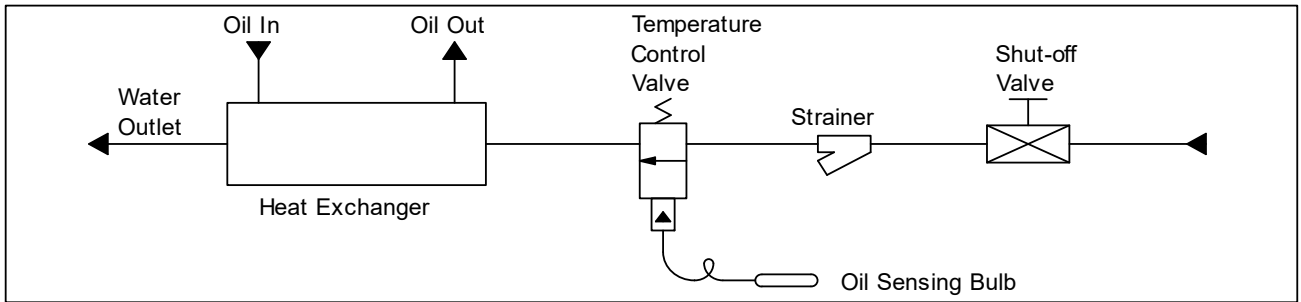 Oil In
Oil Out
Temperature
Control
Valve
Shut-off
Valve
Water
Outlet
Strainer
Heat Exchanger
Oil Sensing Bulb